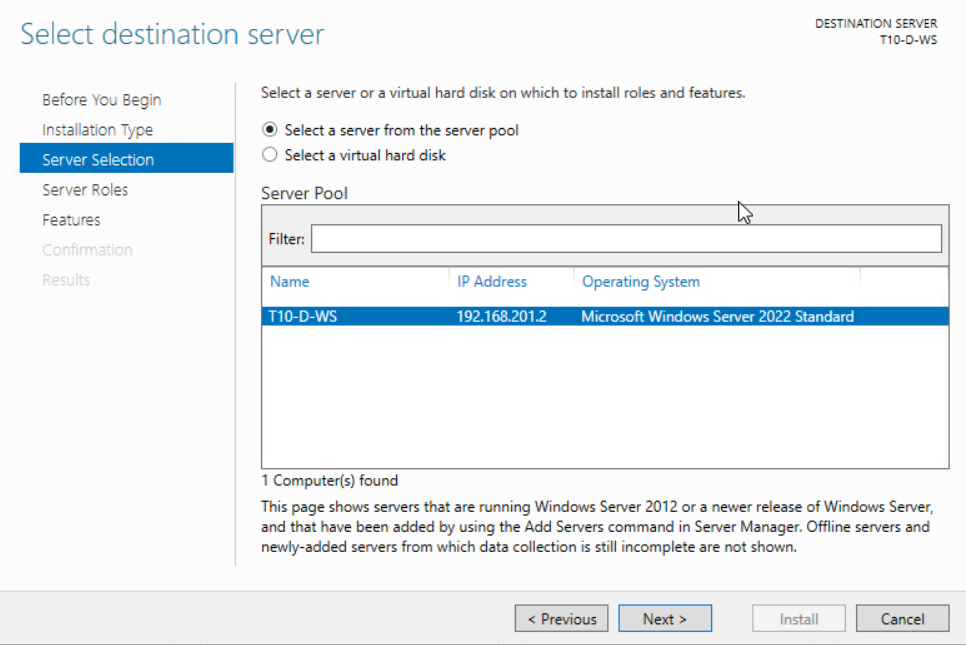 Select destination server
DESTINATION SERVER
T10-D-WS
Before You Begin
Installation Type
Server Selection
Server Roles
Features
Confirmation
Results
Select a server or a virtual hard disk on which to install roles and features.
Select a server from the server pool
Select a virtual hard disk
Server Pool
Filter:
Name IP Address Operating System
T10-D-WS 192.168.201.2 Microsoft Windows Server 2022 Standard
1 Computer(s) found
This page shows servers that are running Windows Server 2012 or a newer release of Windows Server,
and that have been added by using the Add Servers command in Server Manager. Offline servers and
newly-added servers from which data collection is still incomplete are not shown.
< Previous Next > Install Cancel